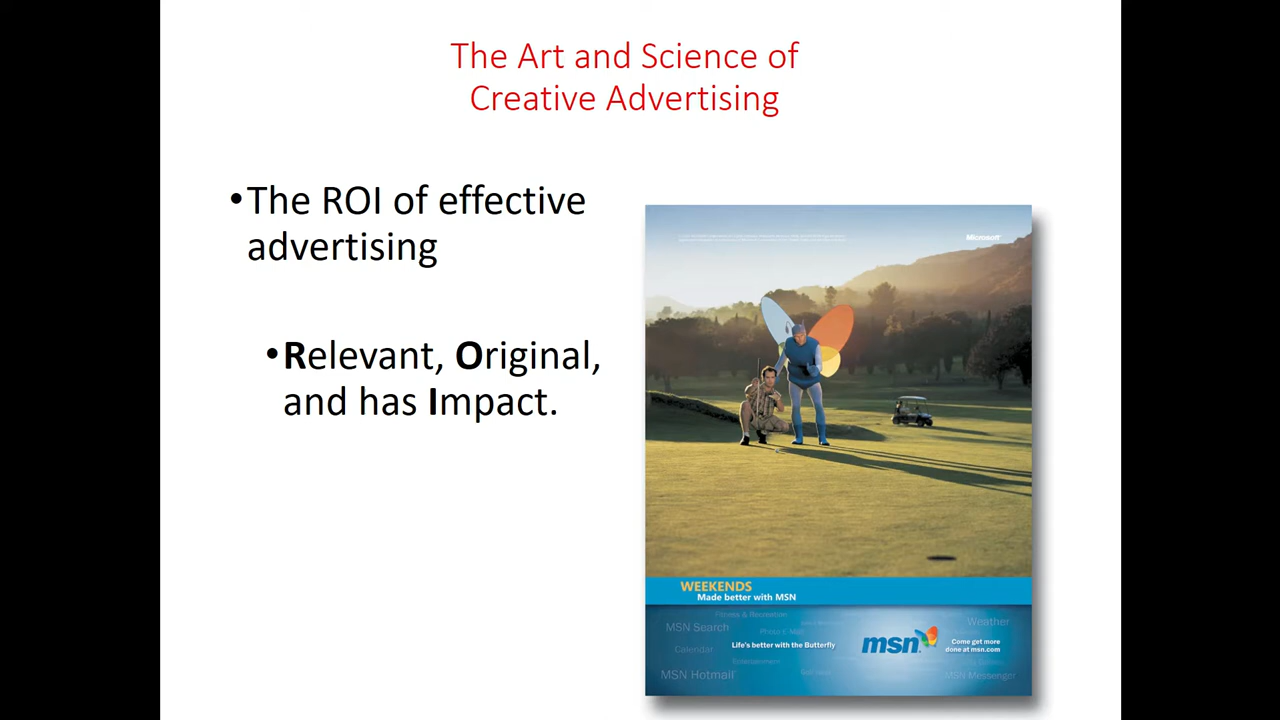 The Art and Science of
Creative Advertising
•The ROI of effective
advertising
•Relevant, Original,
and has Impact.
Microsoft
WEEKENDS
Made better with MSN
MSN Search
Weather
Life's better with the Butterfly
msn
Come get more
done at msn.com
Calendar
Entertainment
MSN Hotmail
MSN Messenger